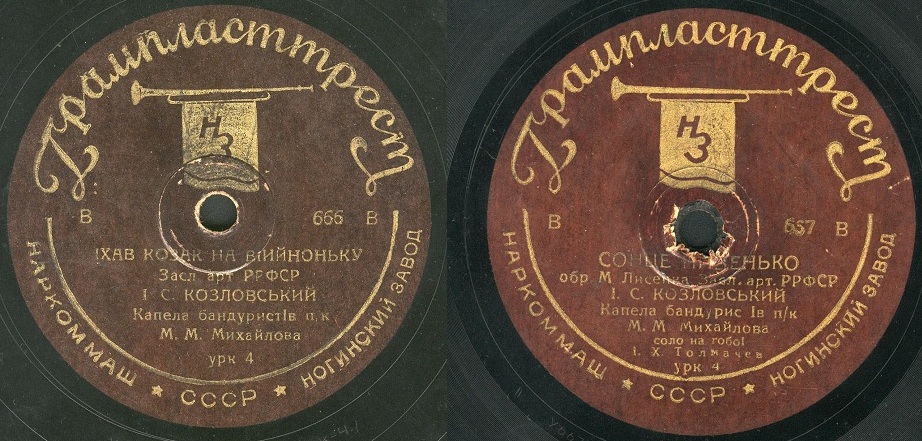 Грампласттрест
НЗ
В 666 В
ІХАВ КОЗАК НА ВІЙНОНЬКУ
Засл. арт. РРФСР
І. С. КОЗЛОВСЬКИЙ
Капела бандуристІв п/к
М. М. Михайлова
урк 4
НАРКОММАШ ★ СССР ★ НОГИНСКИЙ ЗАВОД
Грампласттрест
НЗ
В 667 В
СОНЦЕ
обр. М Лисенка Засл. арт. РРФСР
І. С. КОЗЛОВСЬКИЙ
Капела бандурис Ів п/к
М. М Михайлова
соло на гобоІ
І. Х. Толмачев
урк 4
НАРКОММАШ ★ СССР ★ НОГИНСКИЙ ЗАВОД